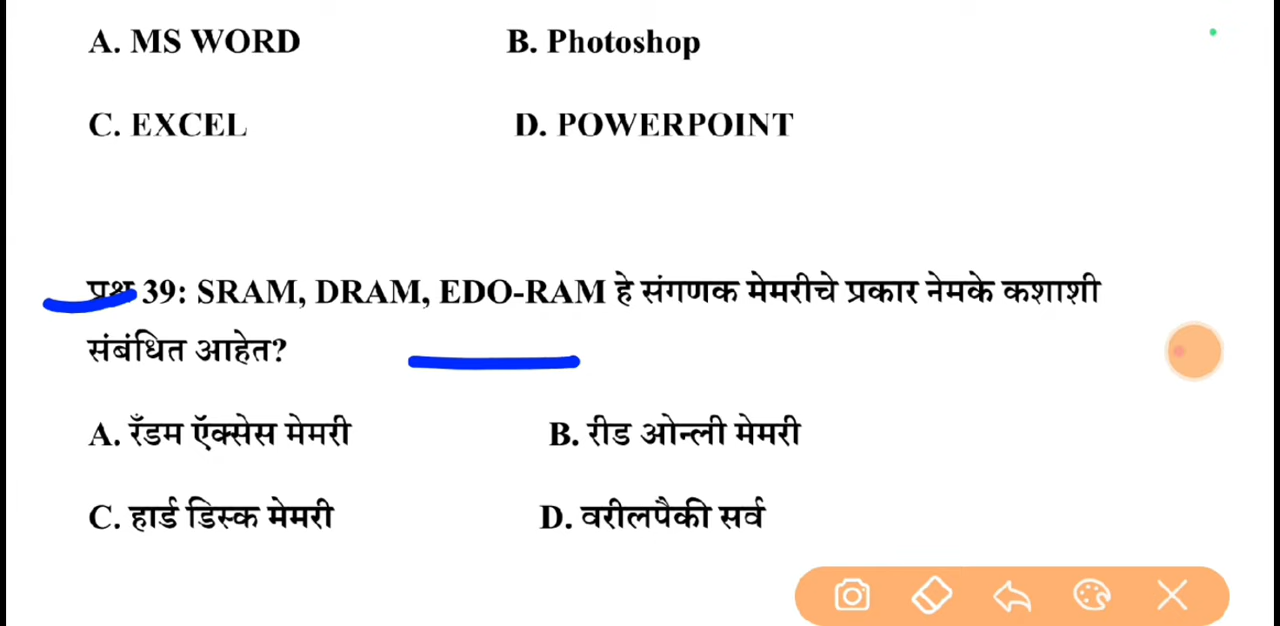 A. MS WORD B. Photoshop
C. EXCEL D. POWERPOINT
प्रश्न 39: SRAM, DRAM, EDO-RAM हे संगणक मेमरीचे प्रकार नेमके कशाशी
संबंधित आहेत?
A. रँडम ऍक्सेस मेमरी B. रीड ओन्ली मेमरी
C. हार्ड डिस्क मेमरी D. वरीलपैकी सर्व